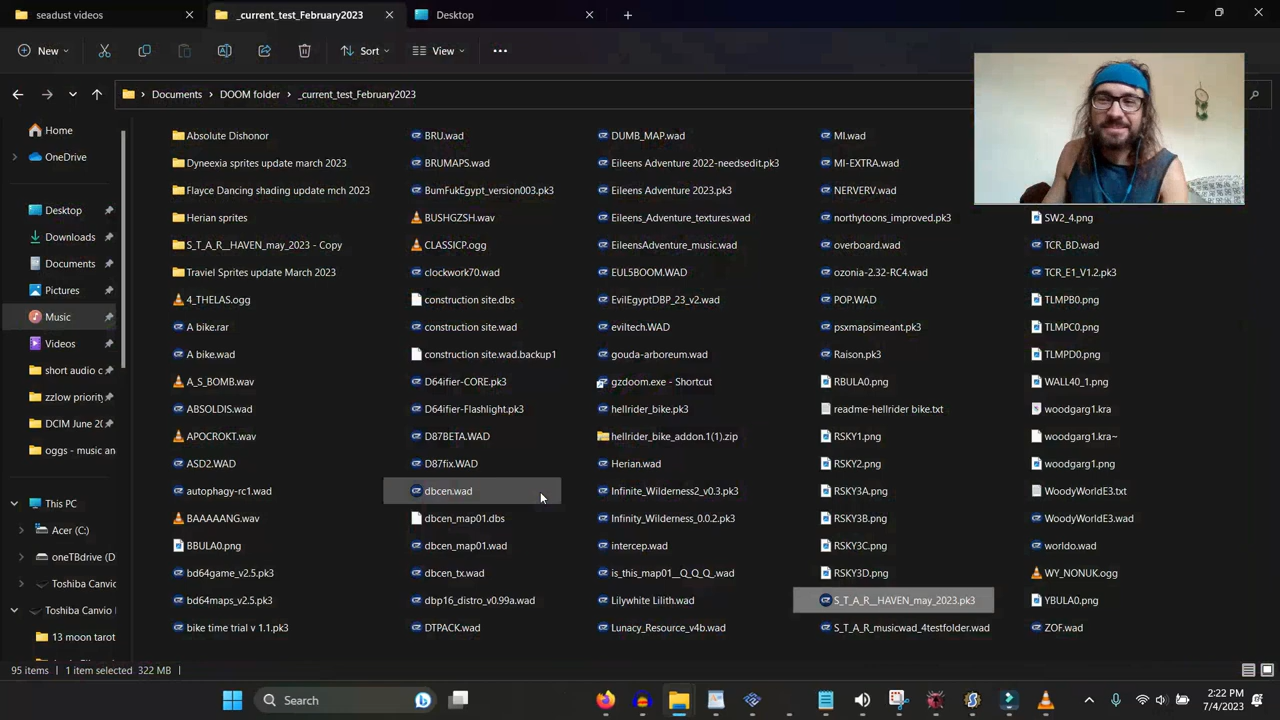 seadust videos
_current_test_February2023
Desktop
New
Sort
View
Documents
DOOM folder
_current_test_February2023
Home
OneDrive
Desktop
Downloads
Documents
Pictures
Music
Videos
short audio c
zzlow priority
DCIM June 20
oggs - music an
This PC
Acer (C:)
oneTBdrive (D
Toshiba Canvio
Toshiba Canvio
13 moon tarot
Absolute Dishonor
Dyneexia sprites update march 2023
Flayce Dancing shading update mch 2023
Herian sprites
S_T_A_R__HAVEN_may_2023 - Copy
Traviel Sprites update March 2023
4_THELAS.ogg
A bike.rar
A bike.wad
A_S_BOMB.wav
ABSOLDIS.wad
APOCROKT.wav
ASD2.WAD
autophagy-rc1.wad
BAAAAANG.wav
BBULA0.png
bd64game_v2.5.pk3
bd64maps_v2.5.pk3
bike time trial v 1.1.pk3
BRU.wad
BRUMAPS.wad
BumFukEgypt_version003.pk3
BUSHGZSH.wav
CLASSICP.ogg
clockwork70.wad
construction site.dbs
construction site.wad
construction site.wad.backup1
D64ifier-CORE.pk3
D64ifier-Flashlight.pk3
D87BETA.WAD
D87fix.WAD
dbcen.wad
dbcen_map01.dbs
dbcen_map01.wad
dbcen_tx.wad
dbp16_distro_v0.99a.wad
DTPACK.wad
DUMB_MAP.wad
Eileens Adventure 2022-needsedit.pk3
Eileens Adventure 2023.pk3
Eileens_Adventure_textures.wad
EileensAdventure_music.wad
EUL5BOOM.WAD
EvilEgyptDBP_23_v2.wad
eviltech.WAD
gouda-arboreum.wad
gzdoom.exe - Shortcut
hellrider_bike.pk3
hellrider_bike_addon.1(1).zip
Herian.wad
Infinite_Wilderness2_v0.3.pk3
Infinity_Wilderness_0.0.2.pk3
intercep.wad
is_this_map01__Q_Q_.wad
Lilywhite Lilith.wad
Lunacy_Resource_v4b.wad
MI.wad
MI-EXTRA.wad
NERVERV.wad
northytoons_improved.pk3
overboard.wad
ozonia-2.32-RC4.wad
POP.WAD
psxmapsimeant.pk3
Raison.pk3
RBULA0.png
readme-hellrider bike.txt
RSKY1.png
RSKY2.png
RSKY3A.png
RSKY3B.png
RSKY3C.png
RSKY3D.png
S_T_A_R__HAVEN_may_2023.pk3
S_T_A_R_musicwad_4testfolder.wad
SW2_4.png
TCR_BD.wad
TCR_E1_V1.2.pk3
TLMPB0.png
TLMPC0.png
TLMPD0.png
WALL40_1.png
woodgarg1.kra
woodgarg1.kra~
woodgarg1.png
WoodyWorldE3.txt
WoodyWorldE3.wad
worldo.wad
WY_NONUK.ogg
YBULA0.png
ZOF.wad
95 items
1 item selected 322 MB
Search
2:22 PM
7/4/2023